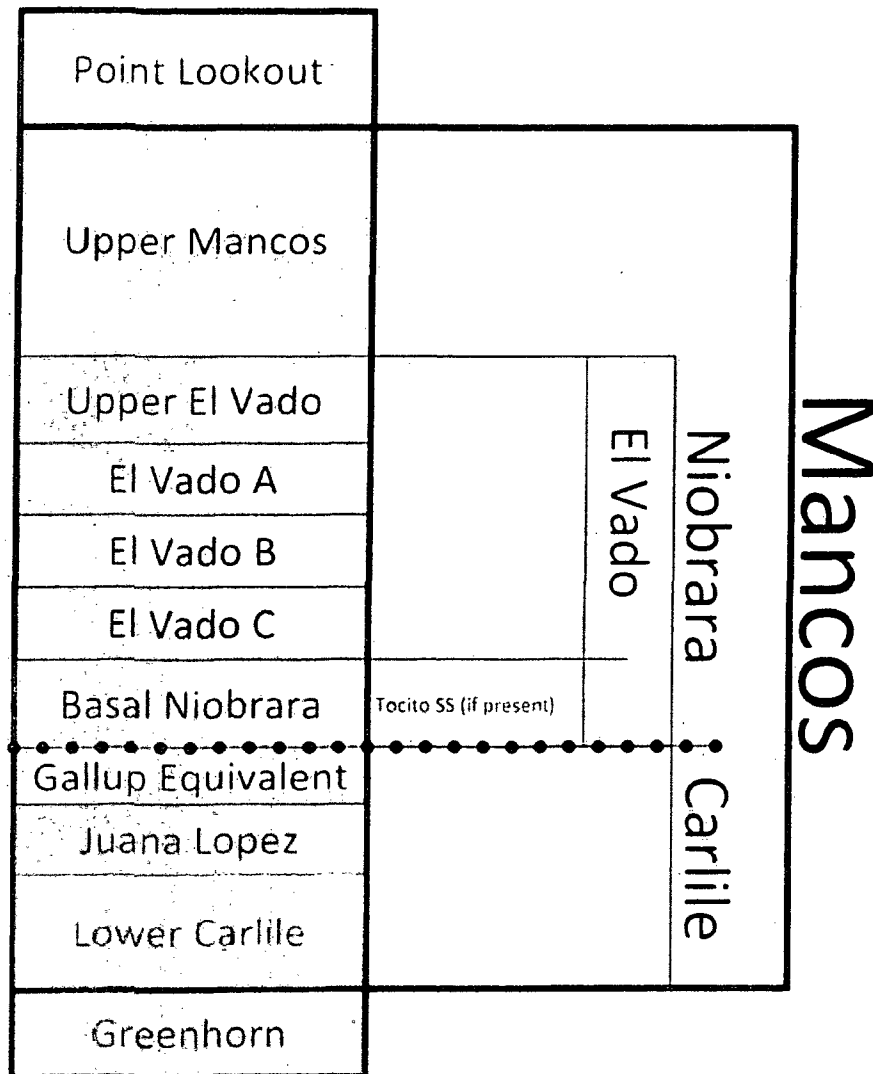 Point Lookout
Upper Mancos
Upper El Vado
El Vado A
El Vado B
El Vado C
Basal Niobrara
Tocito SS (if present)
Gallup Equivalent
Juana Lopez
Lower Carlile
Greenhorn
El Vado
Niobrara
Carlile
Mancos